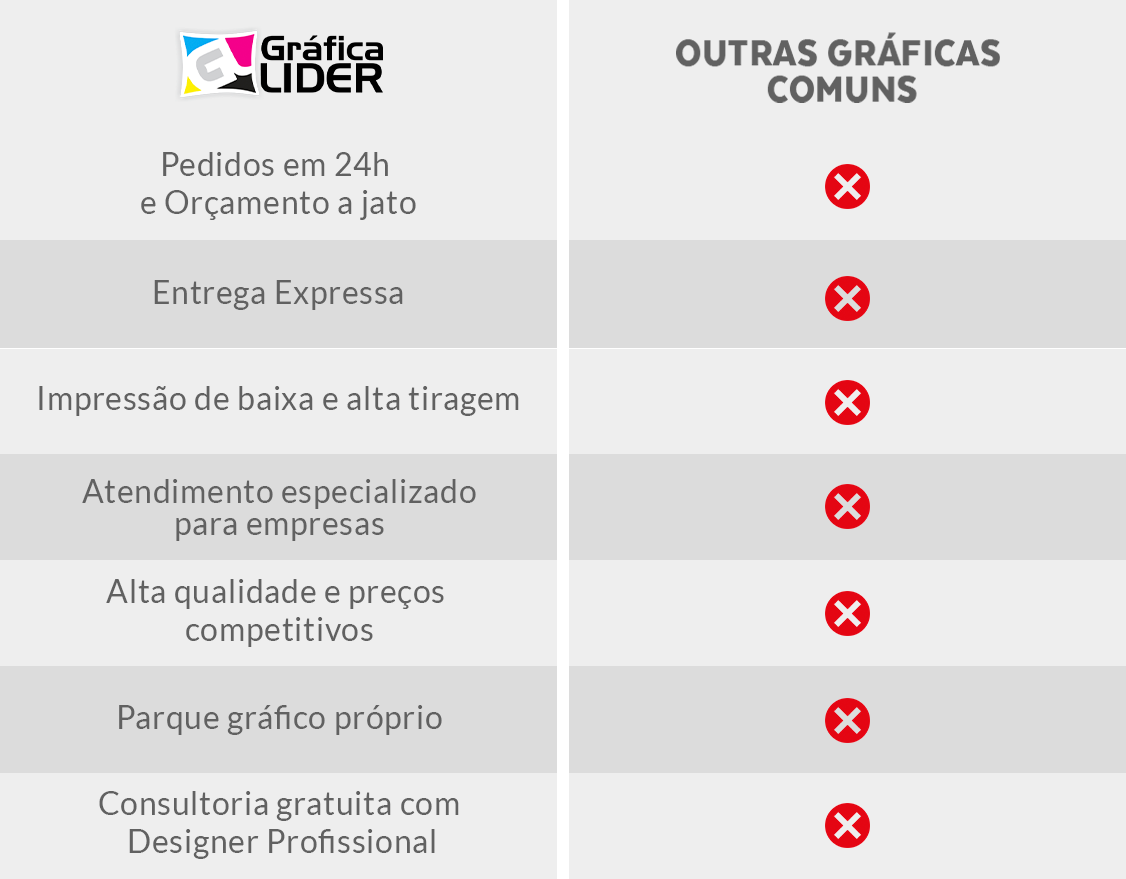 Gráfica
LIDER
OUTRAS GRÁFICAS
COMUNS
Pedidos em 24h
e Orçamento a jato
Entrega Expressa
Impressão de baixa e alta tiragem
Atendimento especializado
para empresas
Alta qualidade e preços
competitivos
Parque gráfico próprio
Consultoria gratuita com
Designer Profissional